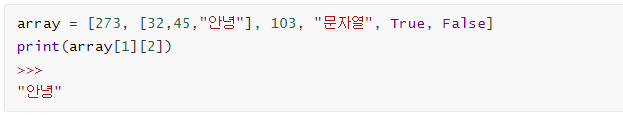 array = [273, [32,45,"안녕"], 103, "문자열", True, False]
print(array[1][2])
>>>
"안녕"